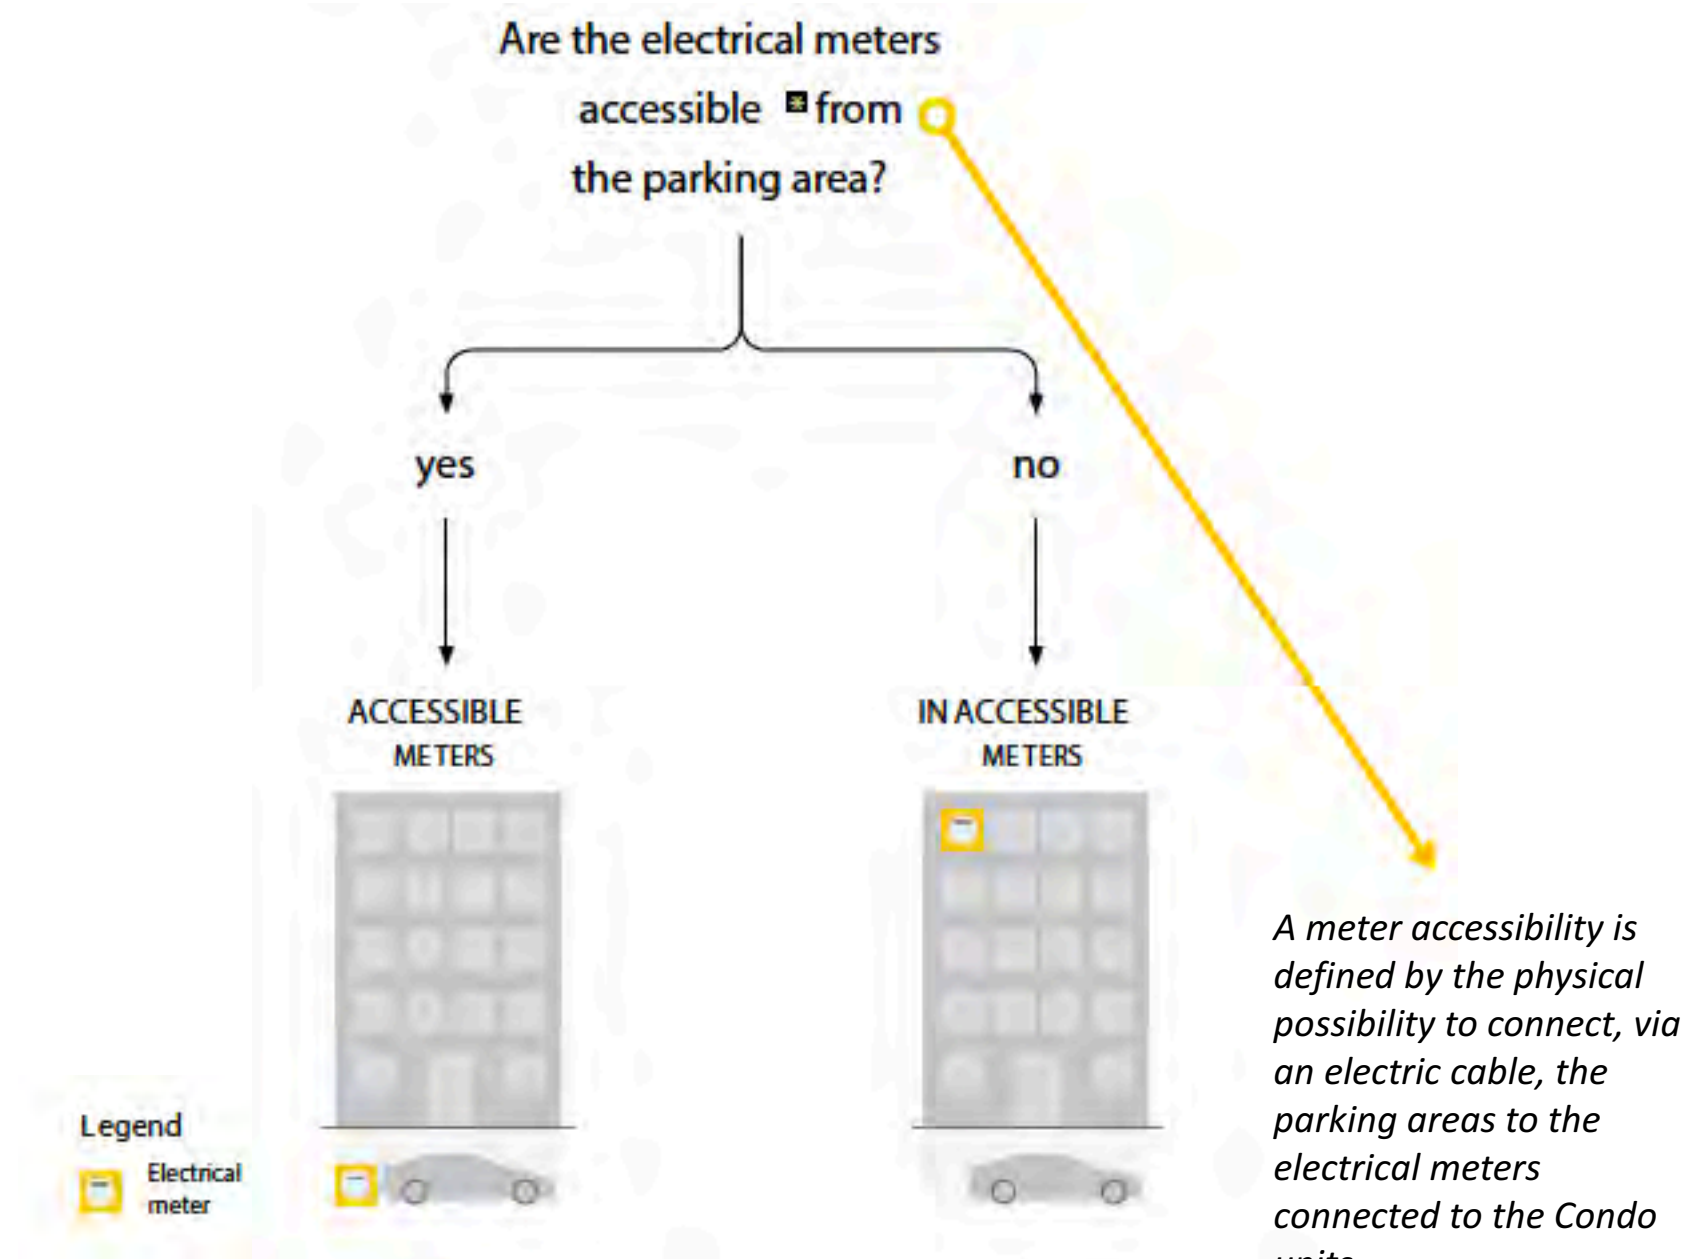 Are the electrical meters
accessible * from
the parking area?
yes
no
ACCESSIBLE
METERS
IN ACCESSIBLE
METERS
A meter accessibility is
defined by the physical
possibility to connect, via
an electric cable, the
parking areas to the
electrical meters
connected to the Condo
Legend
Electrical
meter